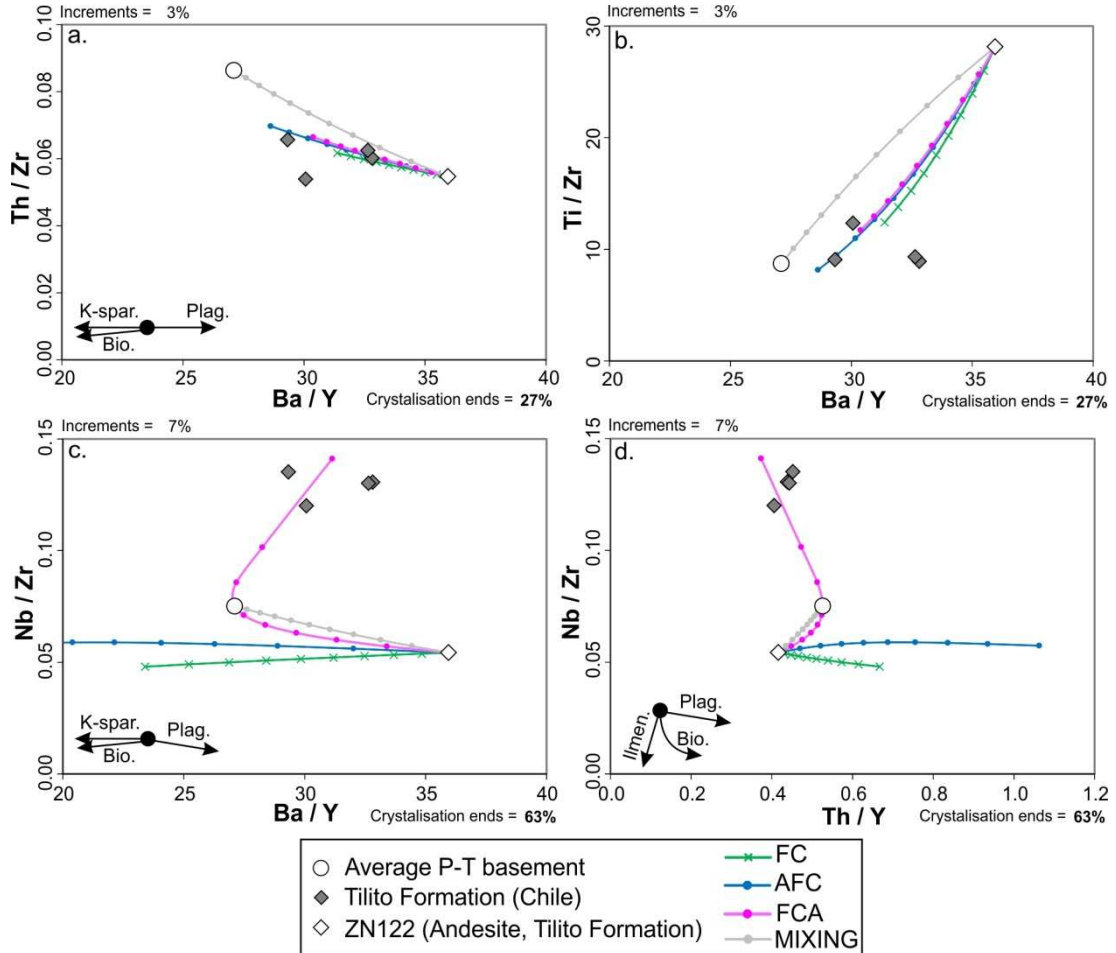 Increments = 3%
a.
Th / Zr
0.10
0.08
0.06
0.04
0.02
0.00
K-spar.
Plag.
Bio.
20
25
30
35
40
Ba / Y
Crystalisation ends = 27%
Increments = 3%
b.
Ti / Zr
30
20
10
0
20
25
30
35
40
Ba / Y
Crystalisation ends = 27%
Increments = 7%
c.
Nb / Zr
0.15
0.10
0.05
0.00
K-spar.
Plag.
Bio.
20
25
30
35
40
Ba / Y
Crystalisation ends = 63%
Increments = 7%
d.
Nb / Zr
0.15
0.10
0.05
0.00
Plag.
Ilmen.
Bio.
0.0
0.2
0.4
0.6
0.8
1.0
1.2
Th / Y
Crystalisation ends = 63%
Average P-T basement
Tilito Formation (Chile)
ZN122 (Andesite, Tilito Formation)
FC
AFC
FCA
MIXING